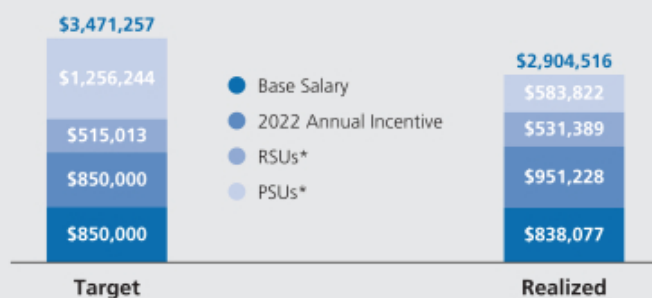 $3,471,257
$1,256,244
$515,013
$850,000
$850,000
Target
Base Salary
2022 Annual Incentive
RSUs*
PSUs*
$2,904,516
$583,822
$531,389
$951,228
$838,077
Realized